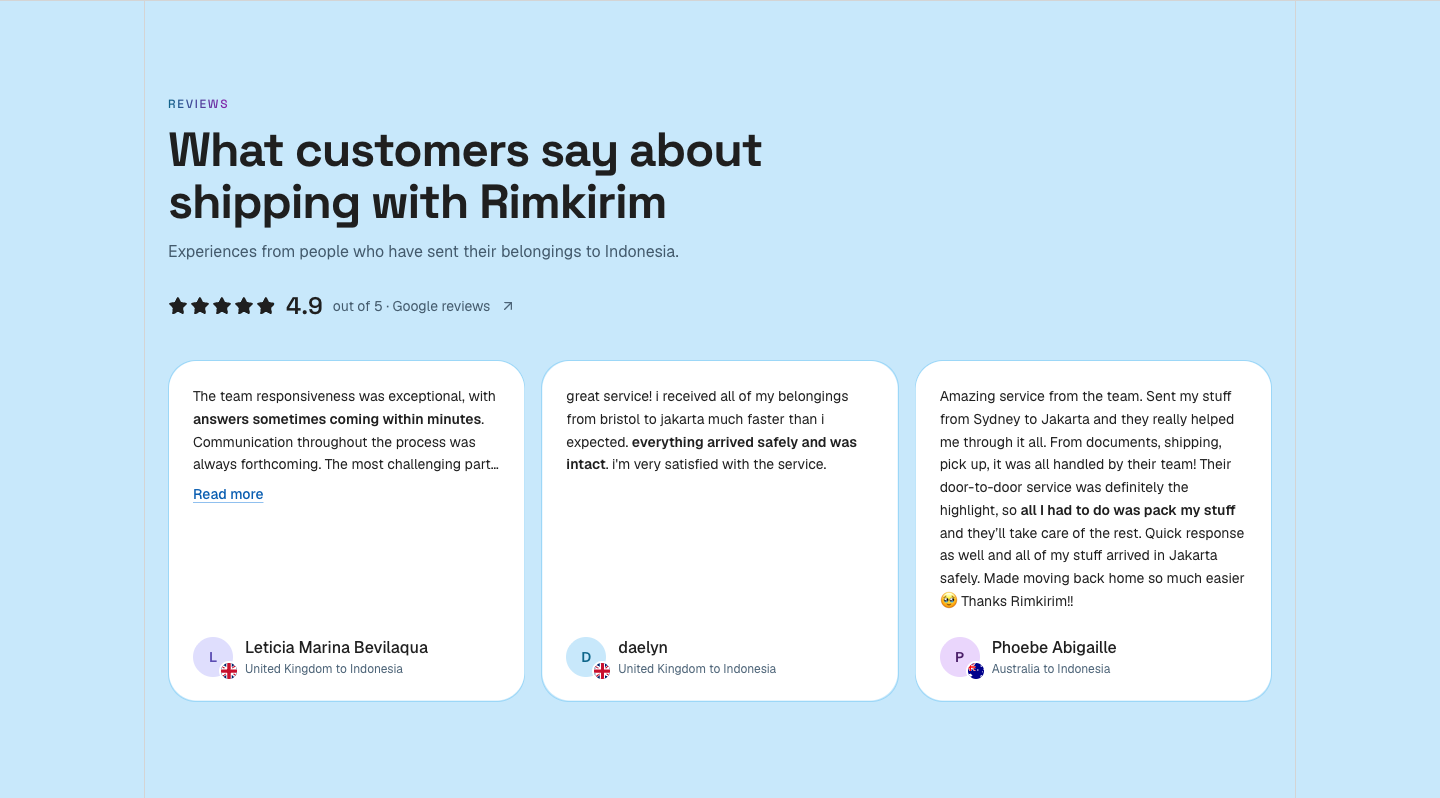 REVIEWS
What customers say about
shipping with Rimkirim
Experiences from people who have sent their belongings to Indonesia.
4.9 out of 5 · Google reviews
The team responsiveness was exceptional, with
answers sometimes coming within minutes.
Communication throughout the process was
always forthcoming. The most challenging part…
Read more
L
Leticia Marina Bevilaqua
United Kingdom to Indonesia
great service! i received all of my belongings
from bristol to jakarta much faster than i
expected. everything arrived safely and was
intact. i'm very satisfied with the service.
D
daelyn
United Kingdom to Indonesia
Amazing service from the team. Sent my stuff
from Sydney to Jakarta and they really helped
me through it all. From documents, shipping,
pick up, it was all handled by their team! Their
door-to-door service was definitely the
highlight, so all I had to do was pack my stuff
and they'll take care of the rest. Quick response
as well and all of my stuff arrived in Jakarta
safely. Made moving back home so much easier
🥹 Thanks Rimkirim!!
P
Phoebe Abigaille
Australia to Indonesia